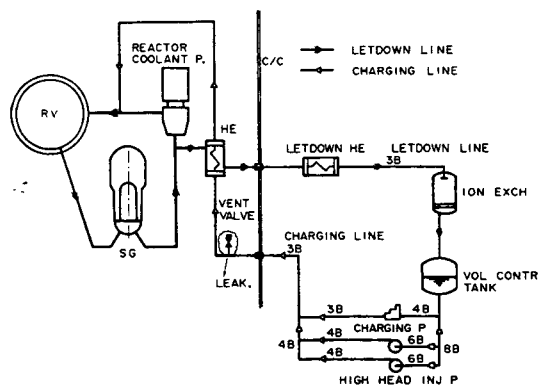 REACTOR
COOLANT P.
C/C
LETDOWN LINE
CHARGING LINE
RV
HE
LETDOWN HE
LETDOWN LINE
3B
ION EXCH
VENT
VALVE
SG
CHARGING LINE
3B
LEAK.
VOL CONTR
TANK
3B
4B
CHARGING P
4B
6B
4B
4B
6B
8B
HIGH HEAD INJ P